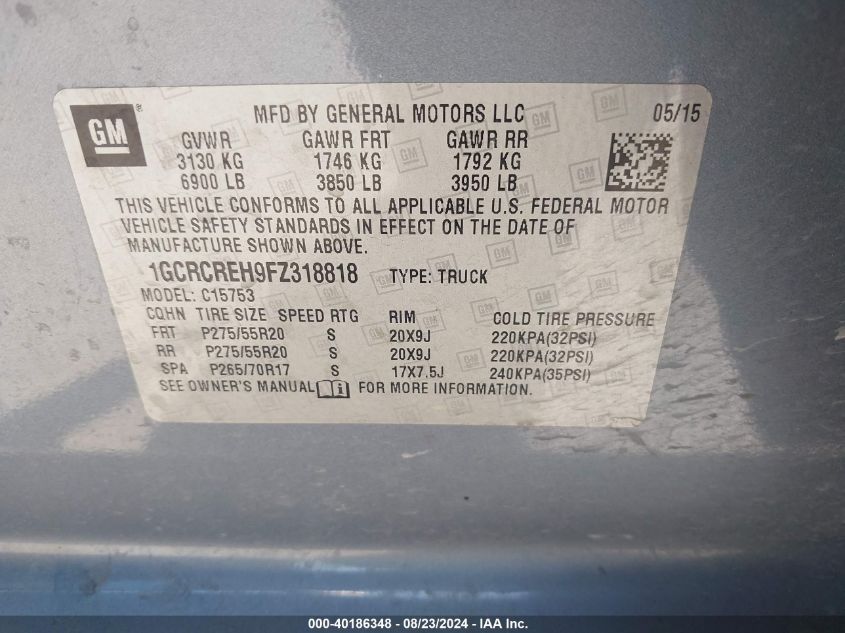 GM ® MFD BY GENERAL MOTORS LLC 05/15
GVWR GAWR FRT GAWR RR
3130 KG 1746 KG 1792 KG
6900 LB 3850 LB 3950 LB
THIS VEHICLE CONFORMS TO ALL APPLICABLE U.S. FEDERAL MOTOR
VEHICLE SAFETY STANDARDS IN EFFECT ON THE DATE OF
MANUFACTURE SHOWN ABOVE.
1GCRCREH9FZ318818 TYPE: TRUCK
MODEL: C15753
CQHN TIRE SIZE SPEED RTG RIM COLD TIRE PRESSURE
FRT P275/55R20 S 20X9J 220KPA(32PSI)
RR P275/55R20 S 20X9J 220KPA(32PSI)
SPA P265/70R17 S 17X7.5J 240KPA(35PSI)
SEE OWNER'S MANUAL i FOR MORE INFORMATION.
000-40186348 - 08/23/2024 - IAA Inc.